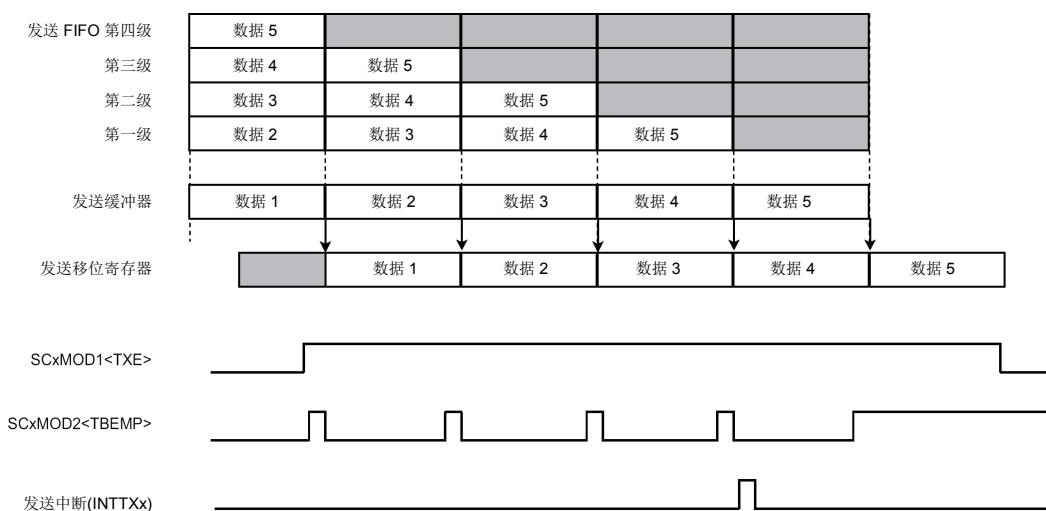 发送 FIFO 第四级 数据 5
第三级 数据 4 数据 5
第二级 数据 3 数据 4 数据 5
第一级 数据 2 数据 3 数据 4 数据 5
发送缓冲器 数据 1 数据 2 数据 3 数据 4 数据 5
发送移位寄存器 数据 1 数据 2 数据 3 数据 4 数据 5
SCxMOD1<TXE>
SCxMOD2<TBEMP>
发送中断(INTTXx)